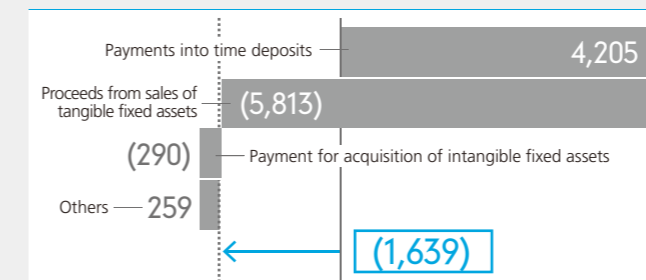 Payments into time deposits
4,205
Proceeds from sales of
tangible fixed assets
(5,813)
(290)
Payment for acquisition of intangible fixed assets
Others
259
(1,639)